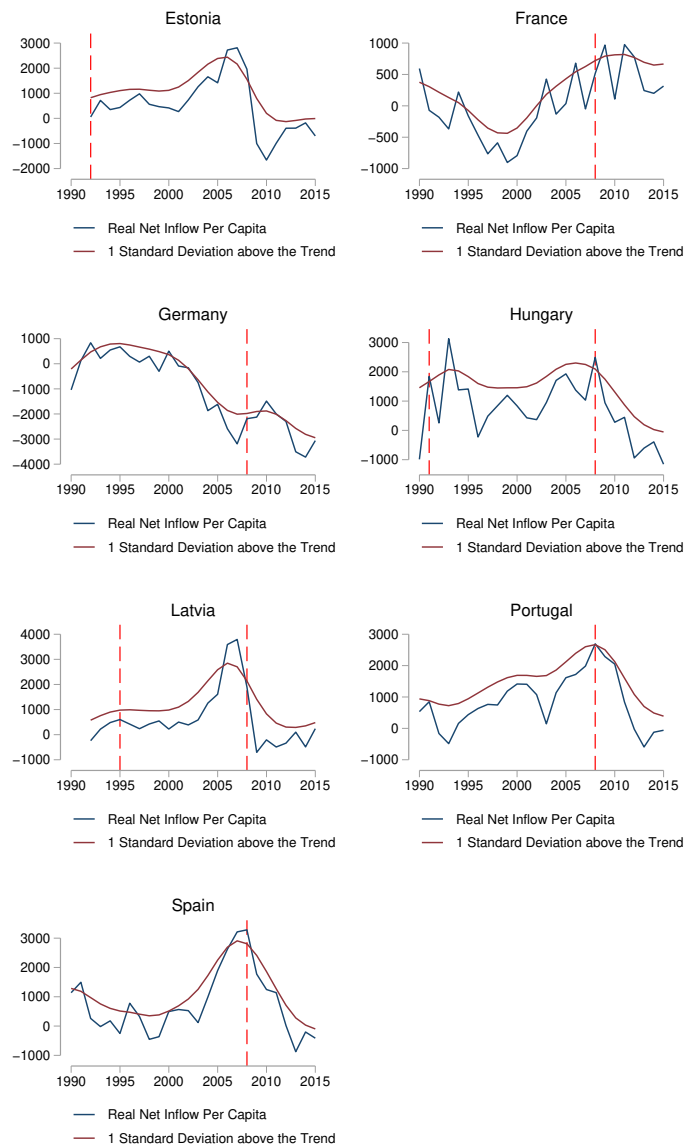 Estonia
3000
2000
1000
0
−1000
−2000
1990 1995 2000 2005 2010 2015
Real Net Inflow Per Capita
1 Standard Deviation above the Trend
France
1000
500
0
−500
−1000
1990 1995 2000 2005 2010 2015
Real Net Inflow Per Capita
1 Standard Deviation above the Trend
Germany
1000
0
−1000
−2000
−3000
−4000
1990 1995 2000 2005 2010 2015
Real Net Inflow Per Capita
1 Standard Deviation above the Trend
Hungary
3000
2000
1000
0
−1000
1990 1995 2000 2005 2010 2015
Real Net Inflow Per Capita
1 Standard Deviation above the Trend
Latvia
4000
3000
2000
1000
0
−1000
1990 1995 2000 2005 2010 2015
Real Net Inflow Per Capita
1 Standard Deviation above the Trend
Portugal
3000
2000
1000
0
−1000
1990 1995 2000 2005 2010 2015
Real Net Inflow Per Capita
1 Standard Deviation above the Trend
Spain
3000
2000
1000
0
−1000
1990 1995 2000 2005 2010 2015
Real Net Inflow Per Capita
1 Standard Deviation above the Trend